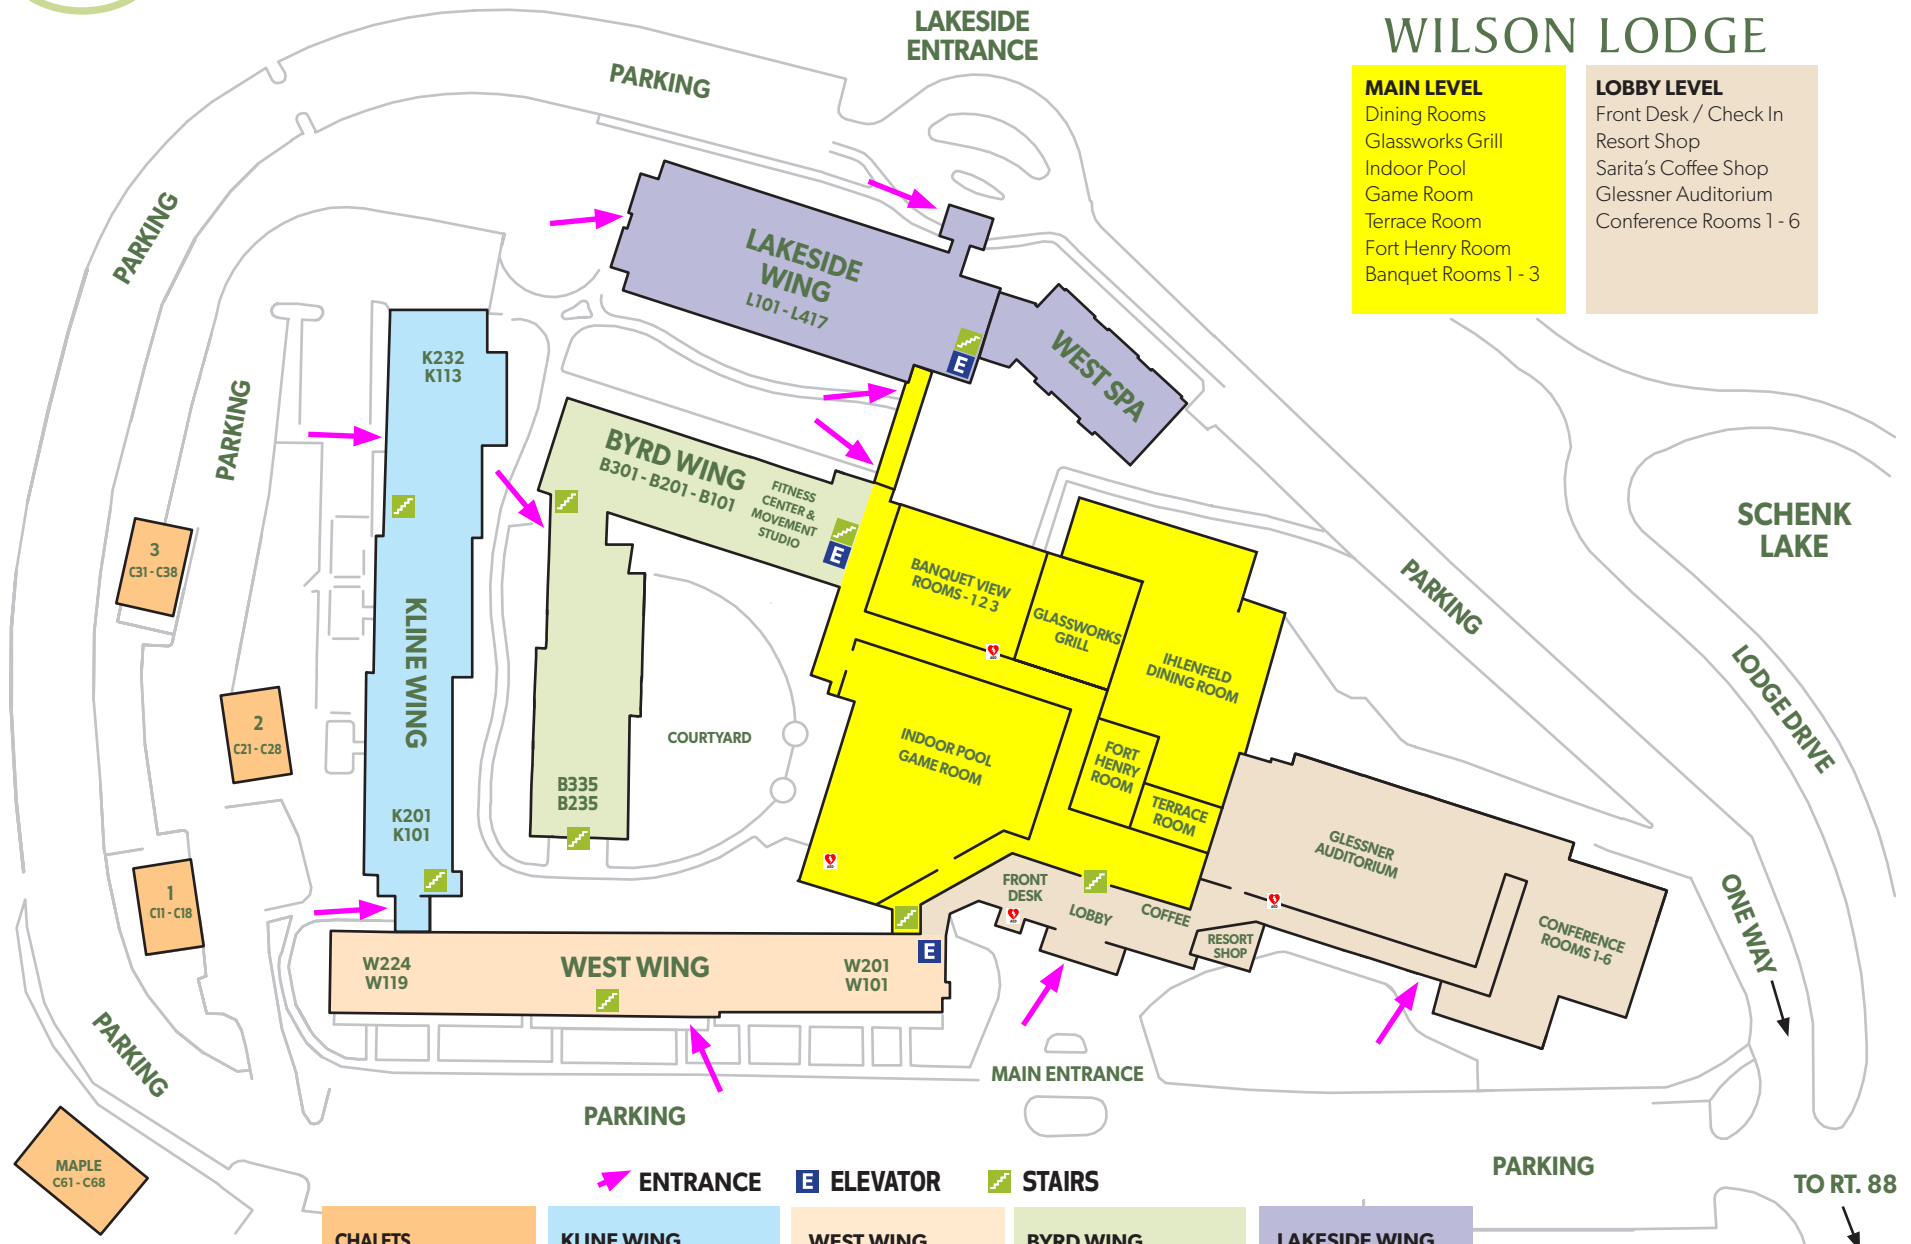 LAKESIDE
ENTRANCE
WILSON LODGE
MAIN LEVEL
Dining Rooms
Glassworks Grill
Indoor Pool
Game Room
Terrace Room
Fort Henry Room
Banquet Rooms 1 - 3
LOBBY LEVEL
Front Desk / Check In
Resort Shop
Sarita's Coffee Shop
Glessner Auditorium
Conference Rooms 1 - 6
PARKING
PARKING
PARKING
LAKESIDE
WING
L101 - L417
E
WEST SPA
K232
K113
KLINE WING
K201
K101
BYRD WING
B301 - B201 - B101
FITNESS
CENTER &
MOVEMENT
STUDIO
E
B335
B235
COURTYARD
BANQUET VIEW
ROOMS - 1 2 3
GLASSWORKS
GRILL
IHLENFELD
DINING ROOM
INDOOR POOL
GAME ROOM
FORT
HENRY
ROOM
TERRACE
ROOM
SCHENK
LAKE
PARKING
LODGE DRIVE
3
C31 - C38
2
C21 - C28
1
C11 - C18
GLESSNER
AUDITORIUM
CONFERENCE
ROOMS 1-6
FRONT
DESK
LOBBY
COFFEE
RESORT
SHOP
ONE WAY
W224
W119
WEST WING
W201
W101
E
PARKING
MAIN ENTRANCE
PARKING
MAPLE
C61 - C68
PARKING
TO RT. 88
ENTRANCE
E ELEVATOR
STAIRS
CHALETS
KLINE WING
WEST WING
BYRD WING
LAKESIDE WING